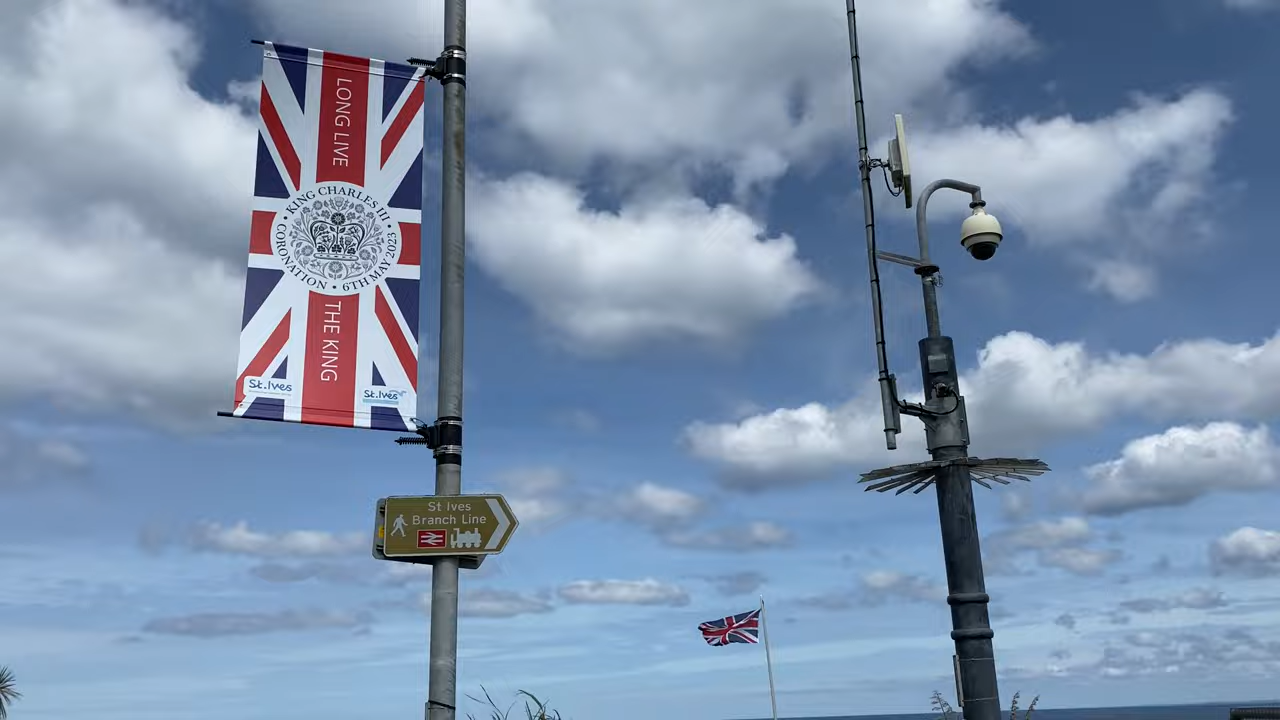 LONG LIVE
KING CHARLES III
CORONATION • 6TH MAY 2023
THE KING
St.Ives
St.Ives
St Ives
Branch Line